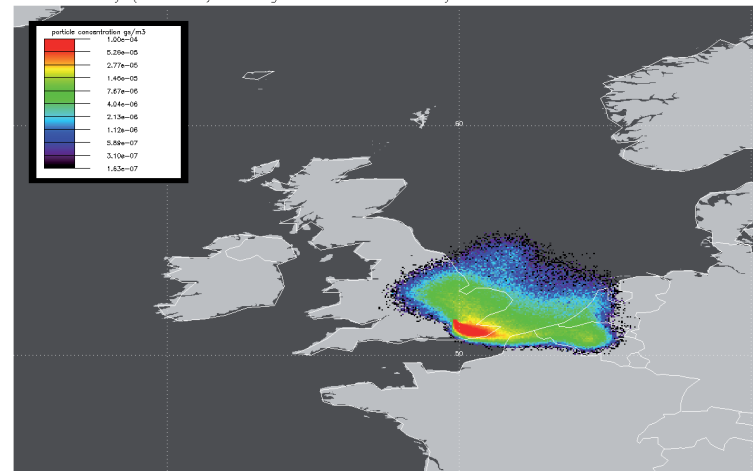 particle concentration gs/m3
1.00e-04
5.26e-05
2.77e-05
1.46e-05
7.67e-06
4.04e-06
2.13e-06
1.12e-06
5.89e-07
3.10e-07
1.63e-07
60
50